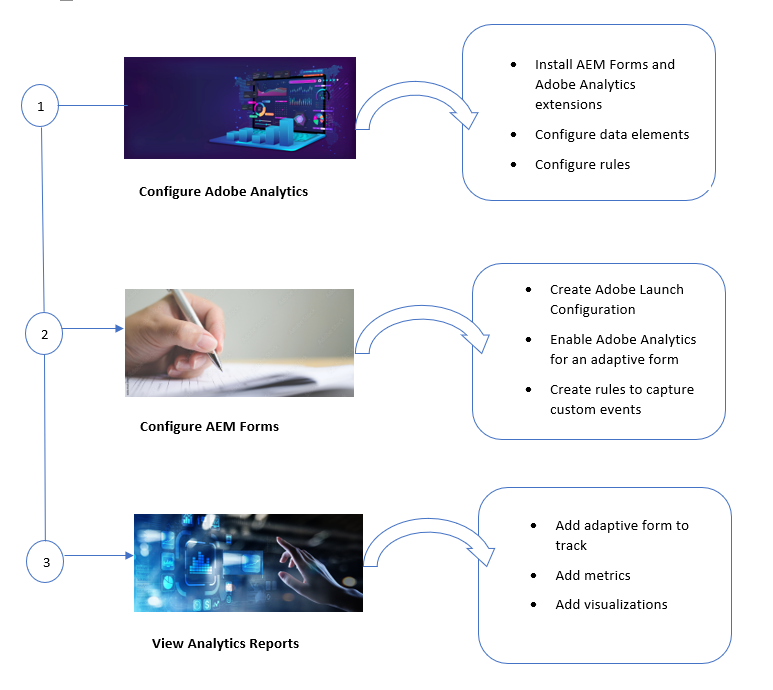 1
Configure Adobe Analytics
Install AEM Forms and
Adobe Analytics
extensions
Configure data elements
Configure rules
2
Configure AEM Forms
Create Adobe Launch
Configuration
Enable Adobe Analytics
for an adaptive form
Create rules to capture
custom events
3
View Analytics Reports
Add adaptive form to
track
Add metrics
Add visualizations